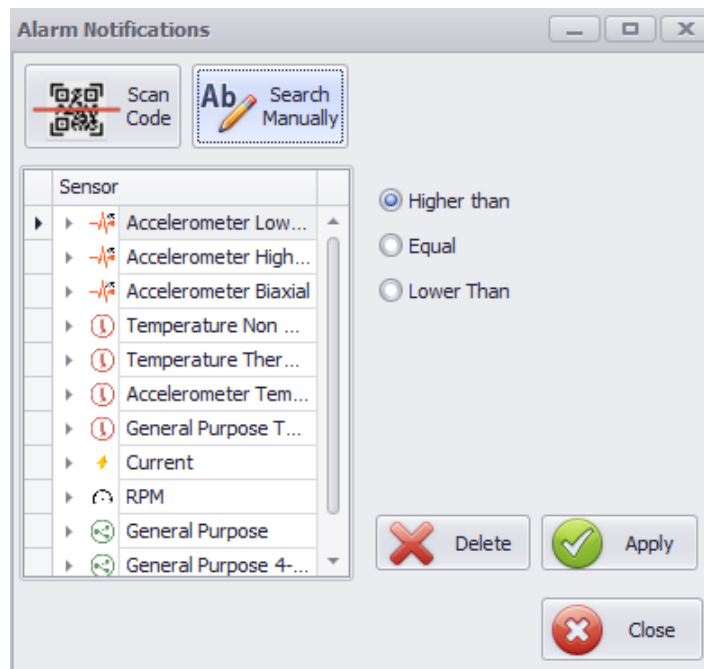 Alarm Notifications
Scan
Code
Ab
Search
Manually
Sensor
Accelerometer Low...
Accelerometer High...
Accelerometer Biaxial
Temperature Non ...
Temperature Ther...
Accelerometer Tem...
General Purpose T...
Current
RPM
General Purpose
General Purpose 4-...
Higher than
Equal
Lower Than
Delete
Apply
Close